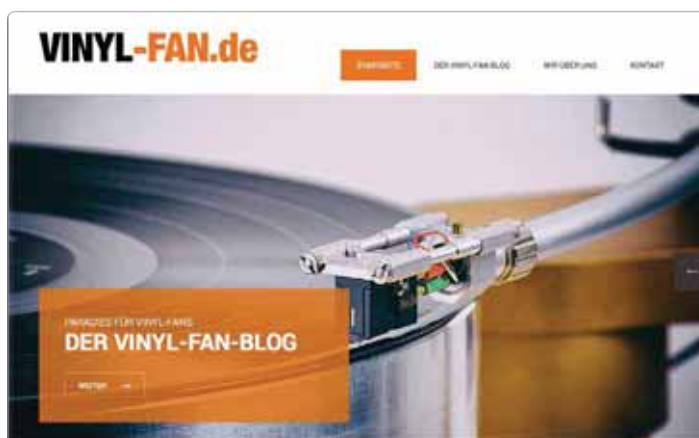 VINYL-FAN.de
STARTSEITE DER VINYL-FAN-BLOG WIR ÜBER UNS KONTAKT
PARADIES FÜR VINYL-FANS
DER VINYL-FAN-BLOG
WEITER